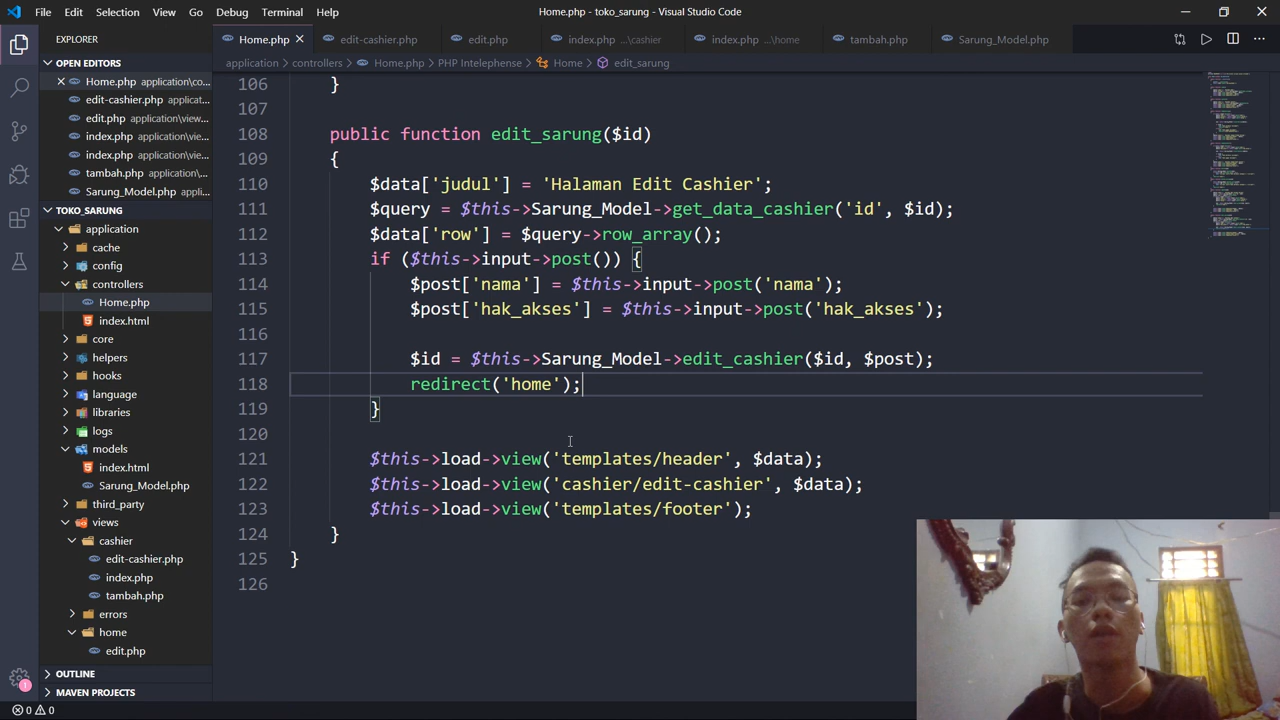 File Edit Selection View Go Debug Terminal Help
Home.php - toko_sarung - Visual Studio Code
EXPLORER
OPEN EDITORS
Home.php application\co...
edit-cashier.php applicat...
edit.php application\view...
index.php application\vie...
index.php application\vie...
tambah.php application\...
Sarung_Model.php appli...
TOKO_SARUNG
application
cache
config
controllers
Home.php
index.html
core
helpers
hooks
language
libraries
logs
models
index.html
Sarung_Model.php
third_party
views
cashier
edit-cashier.php
index.php
tambah.php
errors
home
edit.php
OUTLINE
MAVEN PROJECTS
1
0 0
Home.php edit-cashier.php edit.php index.php ...\cashier index.php ...\home tambah.php Sarung_Model.php
application > controllers > Home.php > PHP Intelephense > Home > edit_sarung
106 }
107
108 public function edit_sarung($id)
109 {
110 $data['judul'] = 'Halaman Edit Cashier';
111 $query = $this->sarung_Model->get_data_cashier('id', $id);
112 $data['row'] = $query->row_array();
113 if ($this->input->post()) {
114 $post['nama'] = $this->input->post('nama');
115 $post['hak_akses'] = $this->input->post('hak_akses');
116
117 $id = $this->Sarung_Model->edit_cashier($id, $post);
118 redirect('home');
119 }
120
121 $this->load->view('templates/header', $data);
122 $this->load->view('cashier/edit-cashier', $data);
123 $this->load->view('templates/footer');
124 }
125 }
126